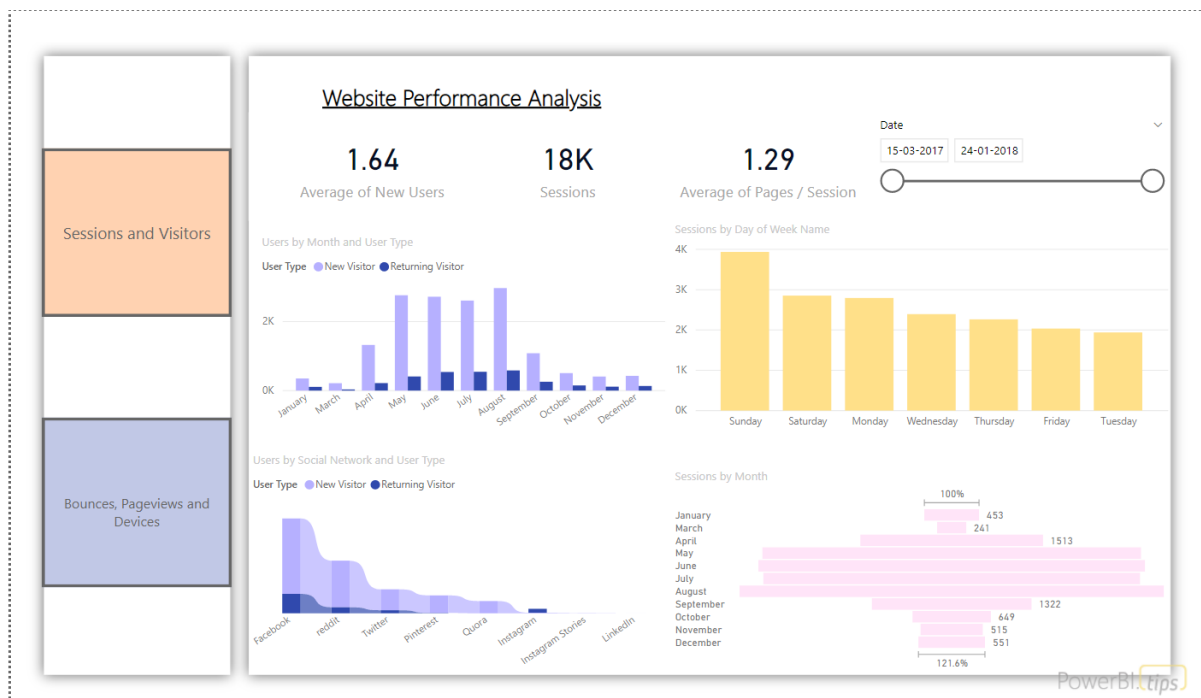 Website Performance Analysis
Date
15-03-2017 24-01-2018
1.64 18K 1.29
Average of New Users Sessions Average of Pages / Session
Sessions and Visitors
Bounces, Pageviews and
Devices
Users by Month and User Type
User Type New Visitor Returning Visitor
2K
0K
January March April May June July August September October November December
Sessions by Day of Week Name
4K
3K
2K
1K
0K
Sunday Saturday Monday Wednesday Thursday Friday Tuesday
Users by Social Network and User Type
User Type New Visitor Returning Visitor
Facebook reddit Twitter Pinterest Quora Instagram Instagram Stories LinkedIn
Sessions by Month
100%
January 453
March 241
April 1513
May
June
July
August
September 1322
October 649
November 515
December 551
121.6%
PowerBI.tips